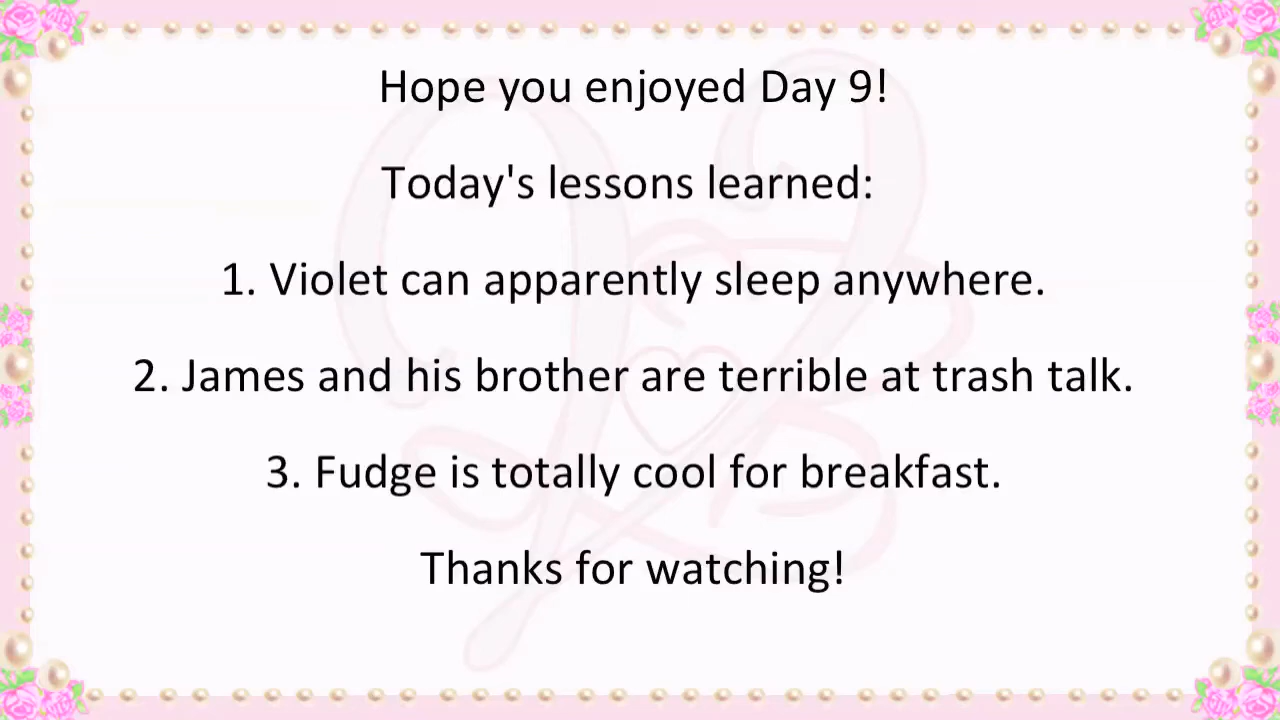 Hope you enjoyed Day 9!
Today's lessons learned:
1. Violet can apparently sleep anywhere.
2. James and his brother are terrible at trash talk.
3. Fudge is totally cool for breakfast.
Thanks for watching!